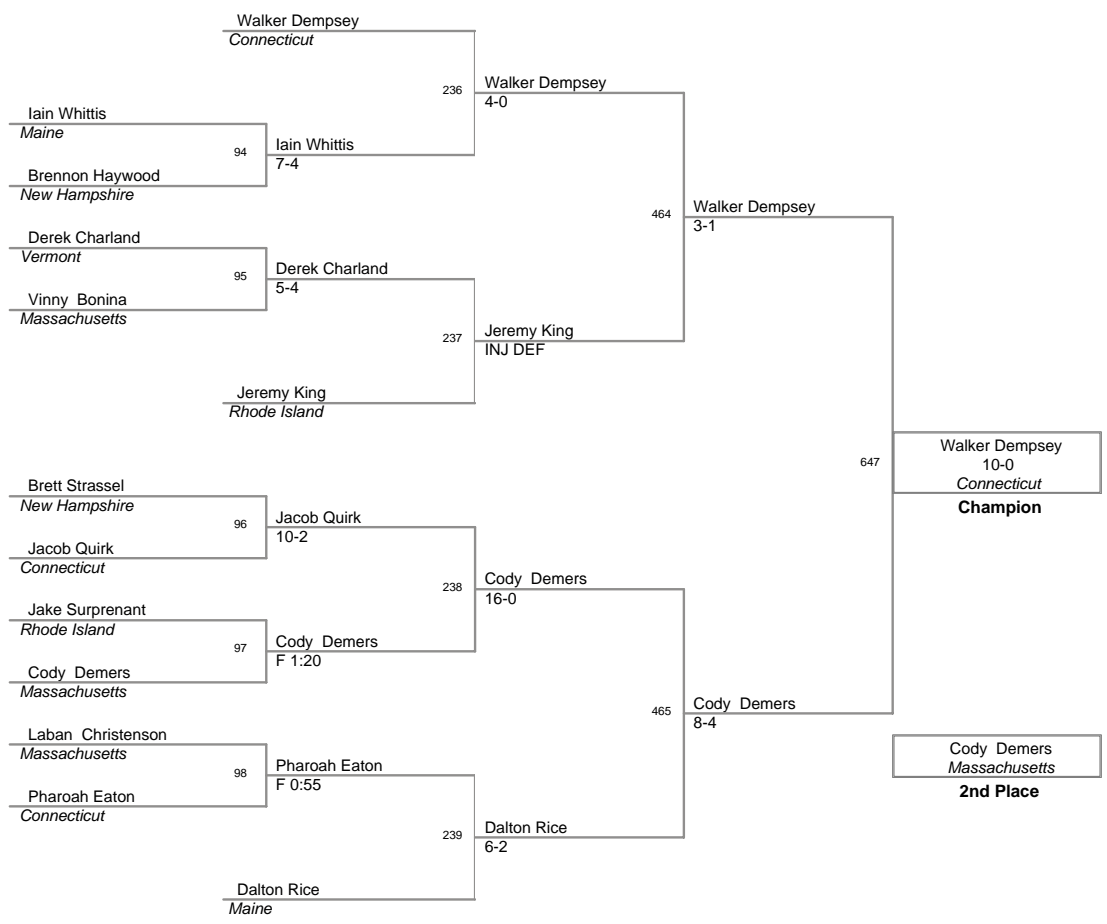 Walker Dempsey
Connecticut
236
Walker Dempsey
4-0
Iain Whittis
Maine
94
Iain Whittis
7-4
Brennon Haywood
New Hampshire
464
Walker Dempsey
3-1
Derek Charland
Vermont
95
Derek Charland
5-4
Vinny  Bonina
Massachusetts
237
Jeremy King
INJ DEF
Jeremy King
Rhode Island
647
Walker Dempsey
10-0
Connecticut
Champion
Brett Strassel
New Hampshire
96
Jacob Quirk
10-2
Jacob Quirk
Connecticut
238
Cody  Demers
16-0
Jake Surprenant
Rhode Island
97
Cody  Demers
F 1:20
Cody  Demers
Massachusetts
465
Cody  Demers
8-4
Laban  Christenson
Massachusetts
98
Pharoah Eaton
F 0:55
Pharoah Eaton
Connecticut
239
Dalton Rice
6-2
Dalton Rice
Maine
Cody  Demers
Massachusetts
2nd Place